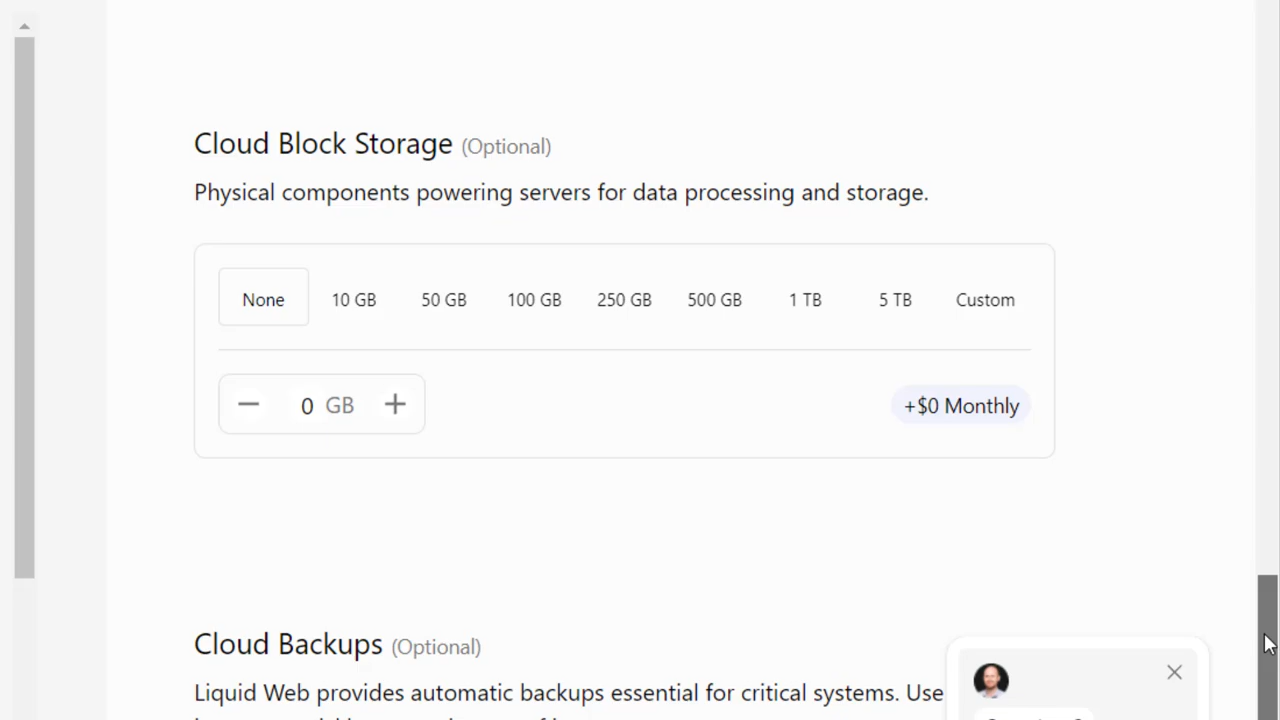 Cloud Block Storage (Optional)
Physical components powering servers for data processing and storage.
None 10 GB 50 GB 100 GB 250 GB 500 GB 1 TB 5 TB Custom
0 GB +$0 Monthly
Cloud Backups (Optional)
Liquid Web provides automatic backups essential for critical systems. Use